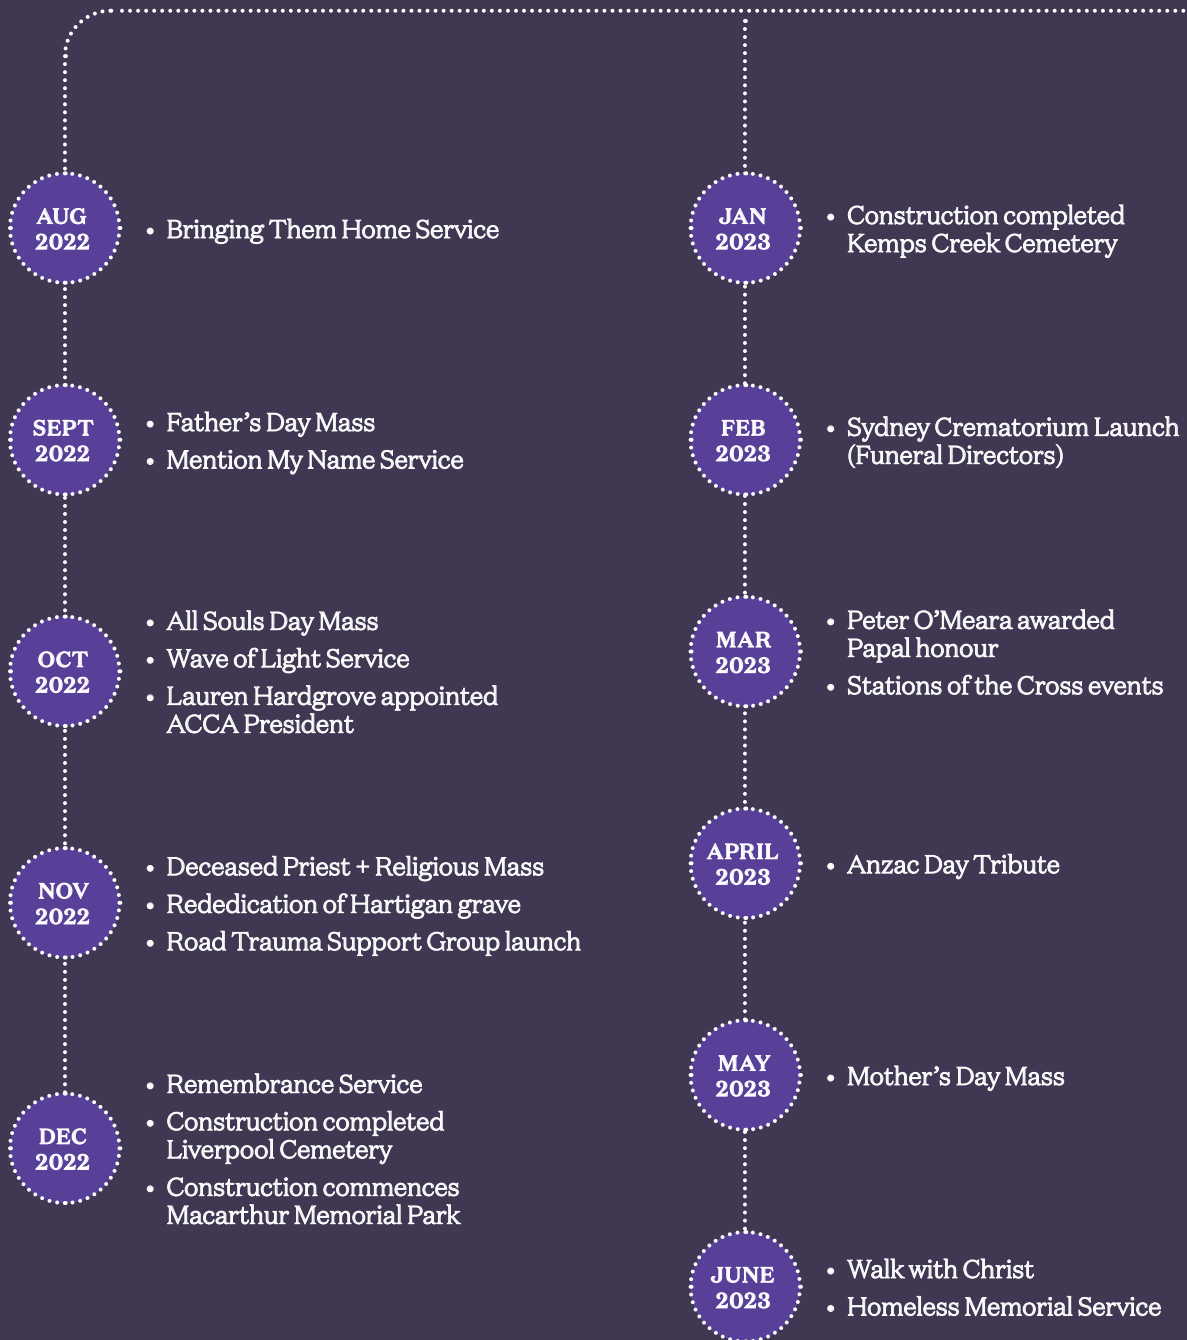 AUG
2022
• Bringing Them Home Service
SEPT
2022
• Father’s Day Mass
• Mention My Name Service
OCT
2022
• All Souls Day Mass
• Wave of Light Service
• Lauren Hardgrove appointed
ACCA President
NOV
2022
• Deceased Priest + Religious Mass
• Rededication of Hartigan grave
• Road Trauma Support Group launch
DEC
2022
• Remembrance Service
• Construction completed
Liverpool Cemetery
• Construction commences
Macarthur Memorial Park
JAN
2023
• Construction completed
Kemps Creek Cemetery
FEB
2023
• Sydney Crematorium Launch
(Funeral Directors)
MAR
2023
• Peter O’Meara awarded
Papal honour
• Stations of the Cross events
APRIL
2023
• Anzac Day Tribute
MAY
2023
• Mother’s Day Mass
JUNE
2023
• Walk with Christ
• Homeless Memorial Service